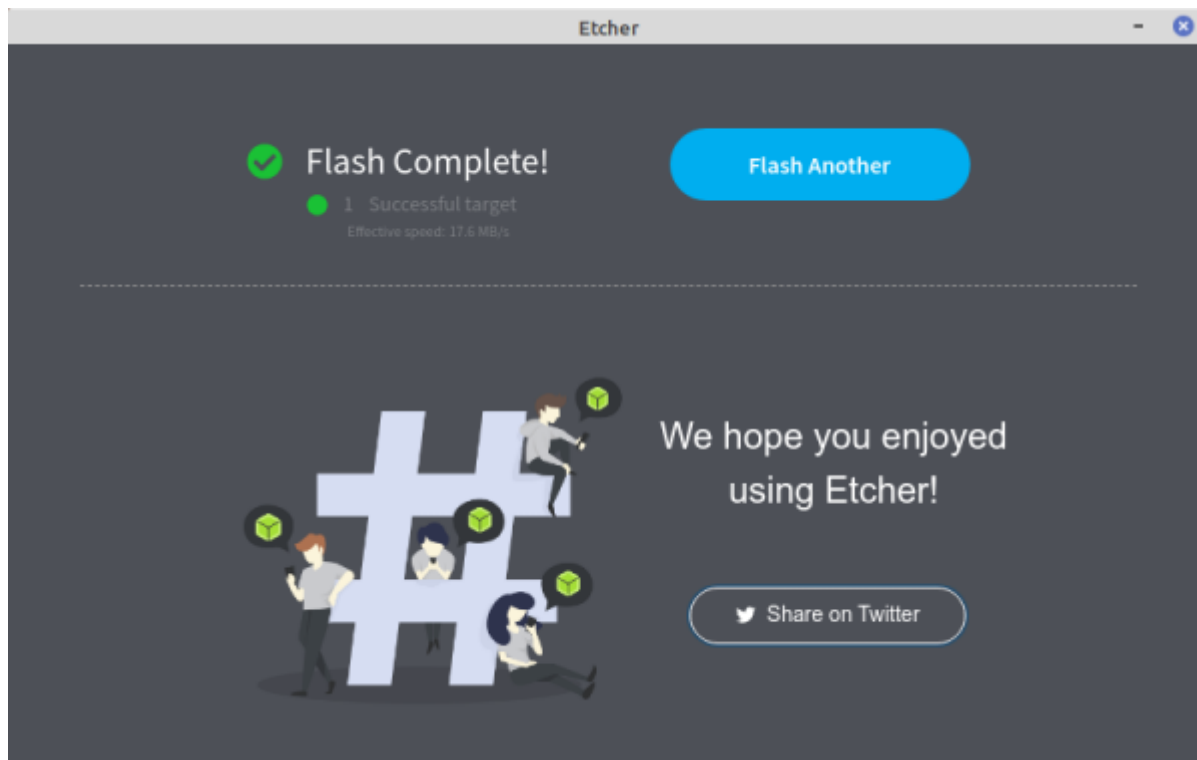 Etcher
Flash Complete!
1 Successful target
Effective speed: 17.6 MB/s
Flash Another
We hope you enjoyed
using Etcher!
Share on Twitter